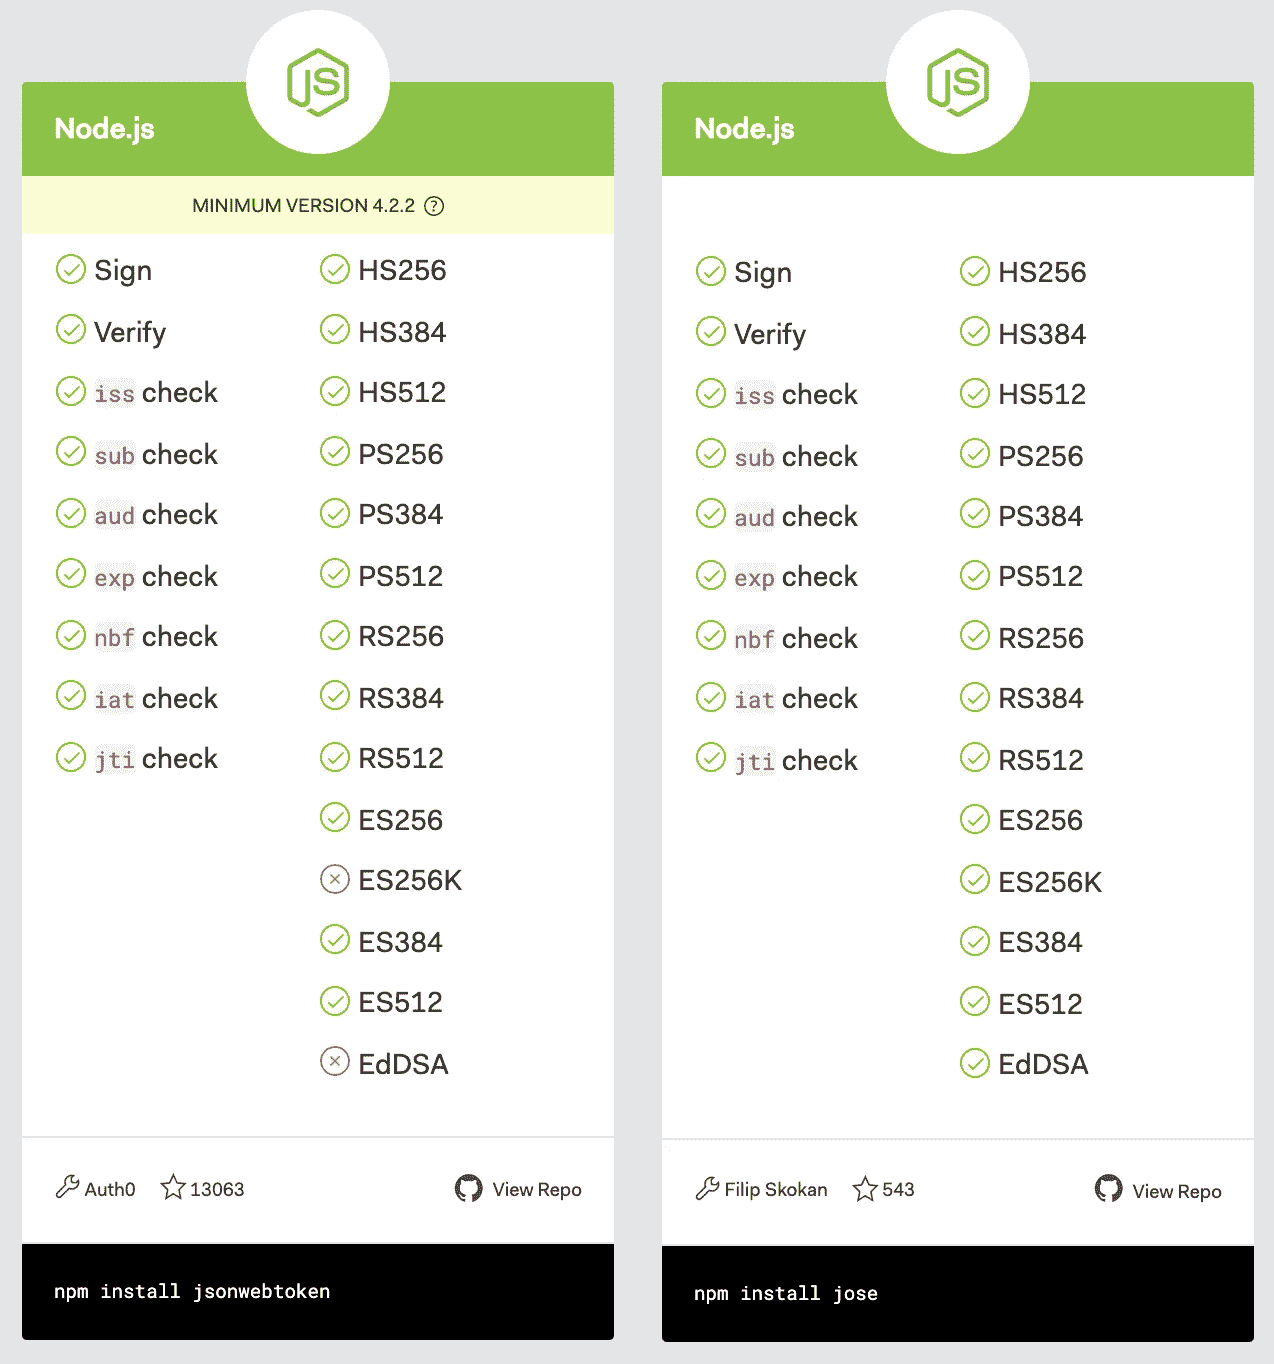 JS
Node.js
MINIMUM VERSION 4.2.2 ?
Sign
Verify
iss check
sub check
aud check
exp check
nbf check
iat check
jti check
HS256
HS384
HS512
PS256
PS384
PS512
RS256
RS384
RS512
ES256
ES256K
ES384
ES512
EdDSA
Auth0 13063 View Repo
npm install jsonwebtoken
JS
Node.js
Sign
Verify
iss check
sub check
aud check
exp check
nbf check
iat check
jti check
HS256
HS384
HS512
PS256
PS384
PS512
RS256
RS384
RS512
ES256
ES256K
ES384
ES512
EdDSA
Filip Skokan 543 View Repo
npm install jose